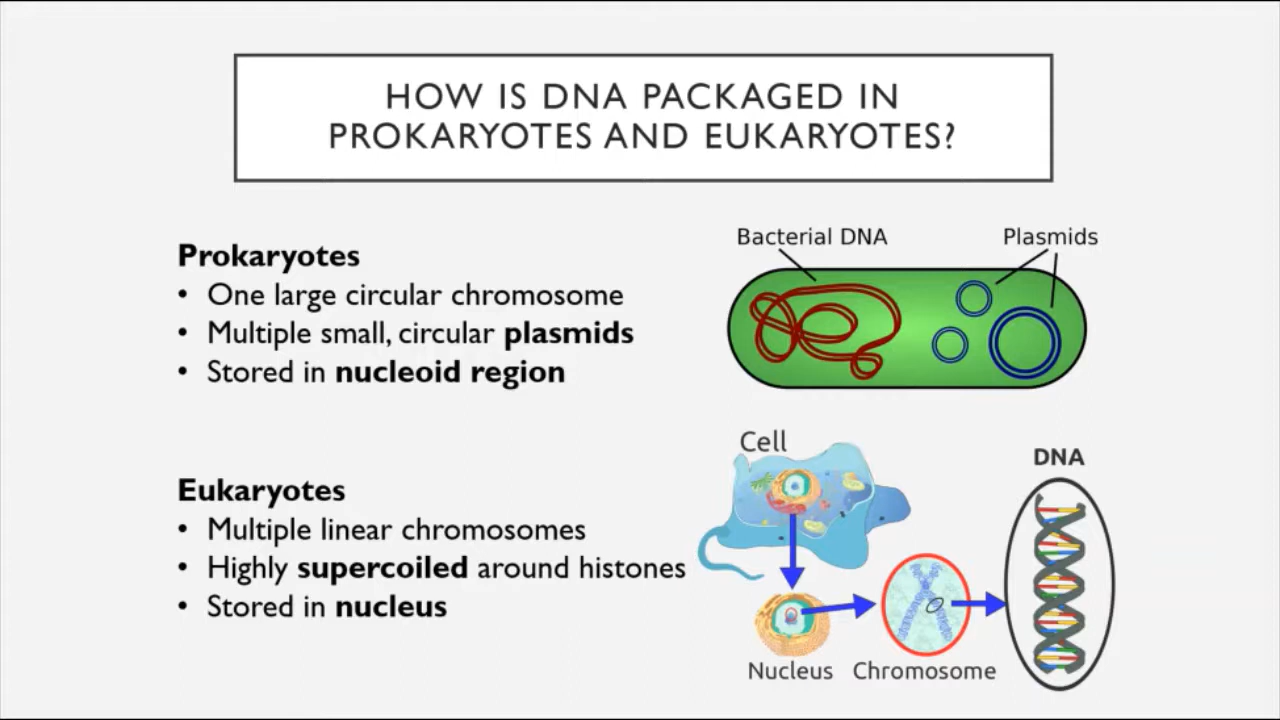 HOW IS DNA PACKAGED IN
PROKARYOTES AND EUKARYOTES?
Prokaryotes
• One large circular chromosome
• Multiple small, circular plasmids
• Stored in nucleoid region
Bacterial DNA
Plasmids
Eukaryotes
• Multiple linear chromosomes
• Highly supercoiled around histones
• Stored in nucleus
Cell
DNA
Nucleus
Chromosome